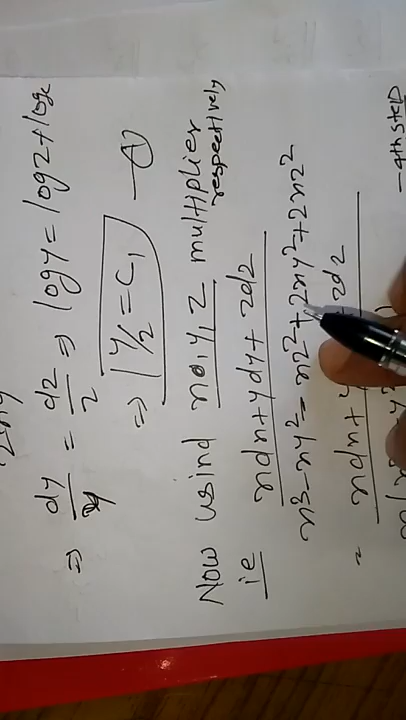 ⇒ dy/y = dz/z ⇒ log y = log z + log c
⇒ y/z = c₁ — A
Now using x, y, z multiplier respectively
ie xdx + ydy + zdz
x³ - xy² - xz² + 2xy² + 2xz²
= xdx + y zdz
- 4th step